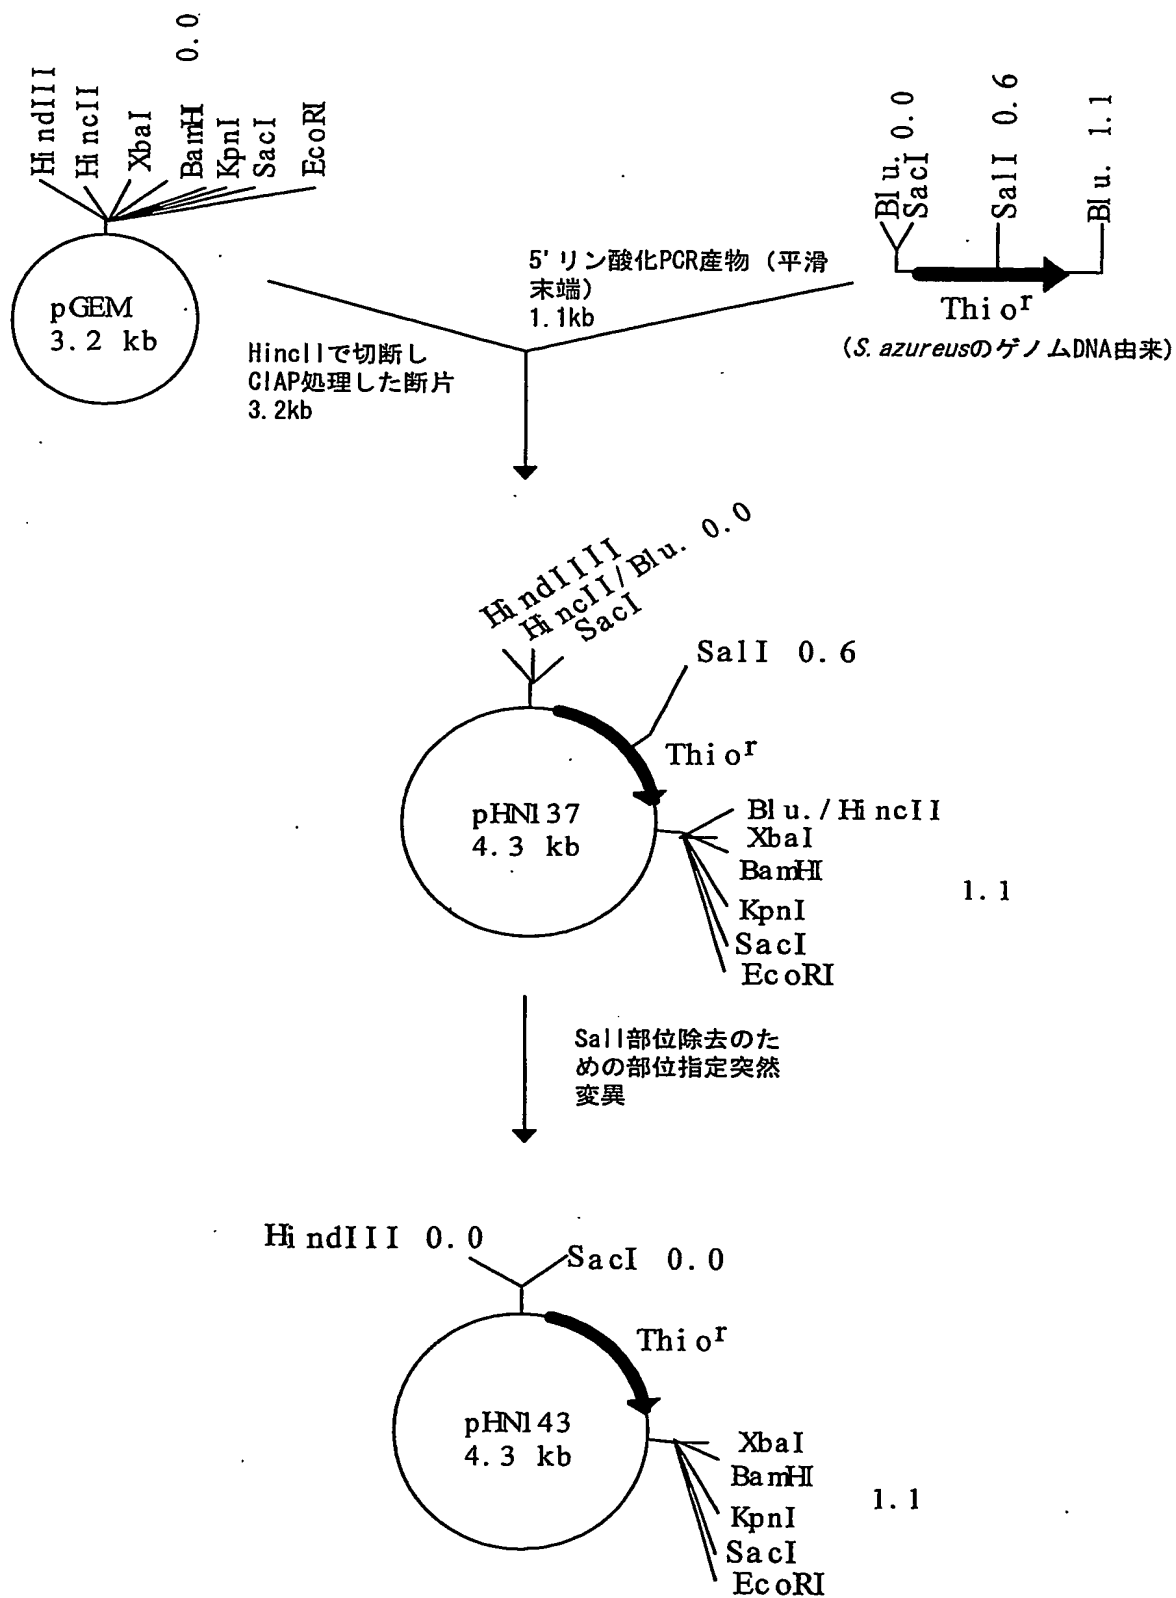 HindIII
HincII
XbaI
BamHI
0.0
KpnI
SacI
EcoRI
pGEM
3.2 kb
Blu. 0.0
SacI
SalI 0.6
Blu. 1.1
Thioʳ
(S. azureusのゲノムDNA由来)
5'リン酸化PCR産物（平滑
末端）
1.1kb
HincIIで切断し
CIAP処理した断片
3.2kb
HindIIII
HincII/Blu. 0.0
SacI
SalI 0.6
Thioʳ
pHN137
4.3 kb
Blu./HincII
XbaI
BamHI
1.1
KpnI
SacI
EcoRI
SalI部位除去のた
めの部位指定突然
変異
HindIII 0.0
SacI 0.0
Thioʳ
pHN143
4.3 kb
XbaI
BamHI
1.1
KpnI
SacI
EcoRI